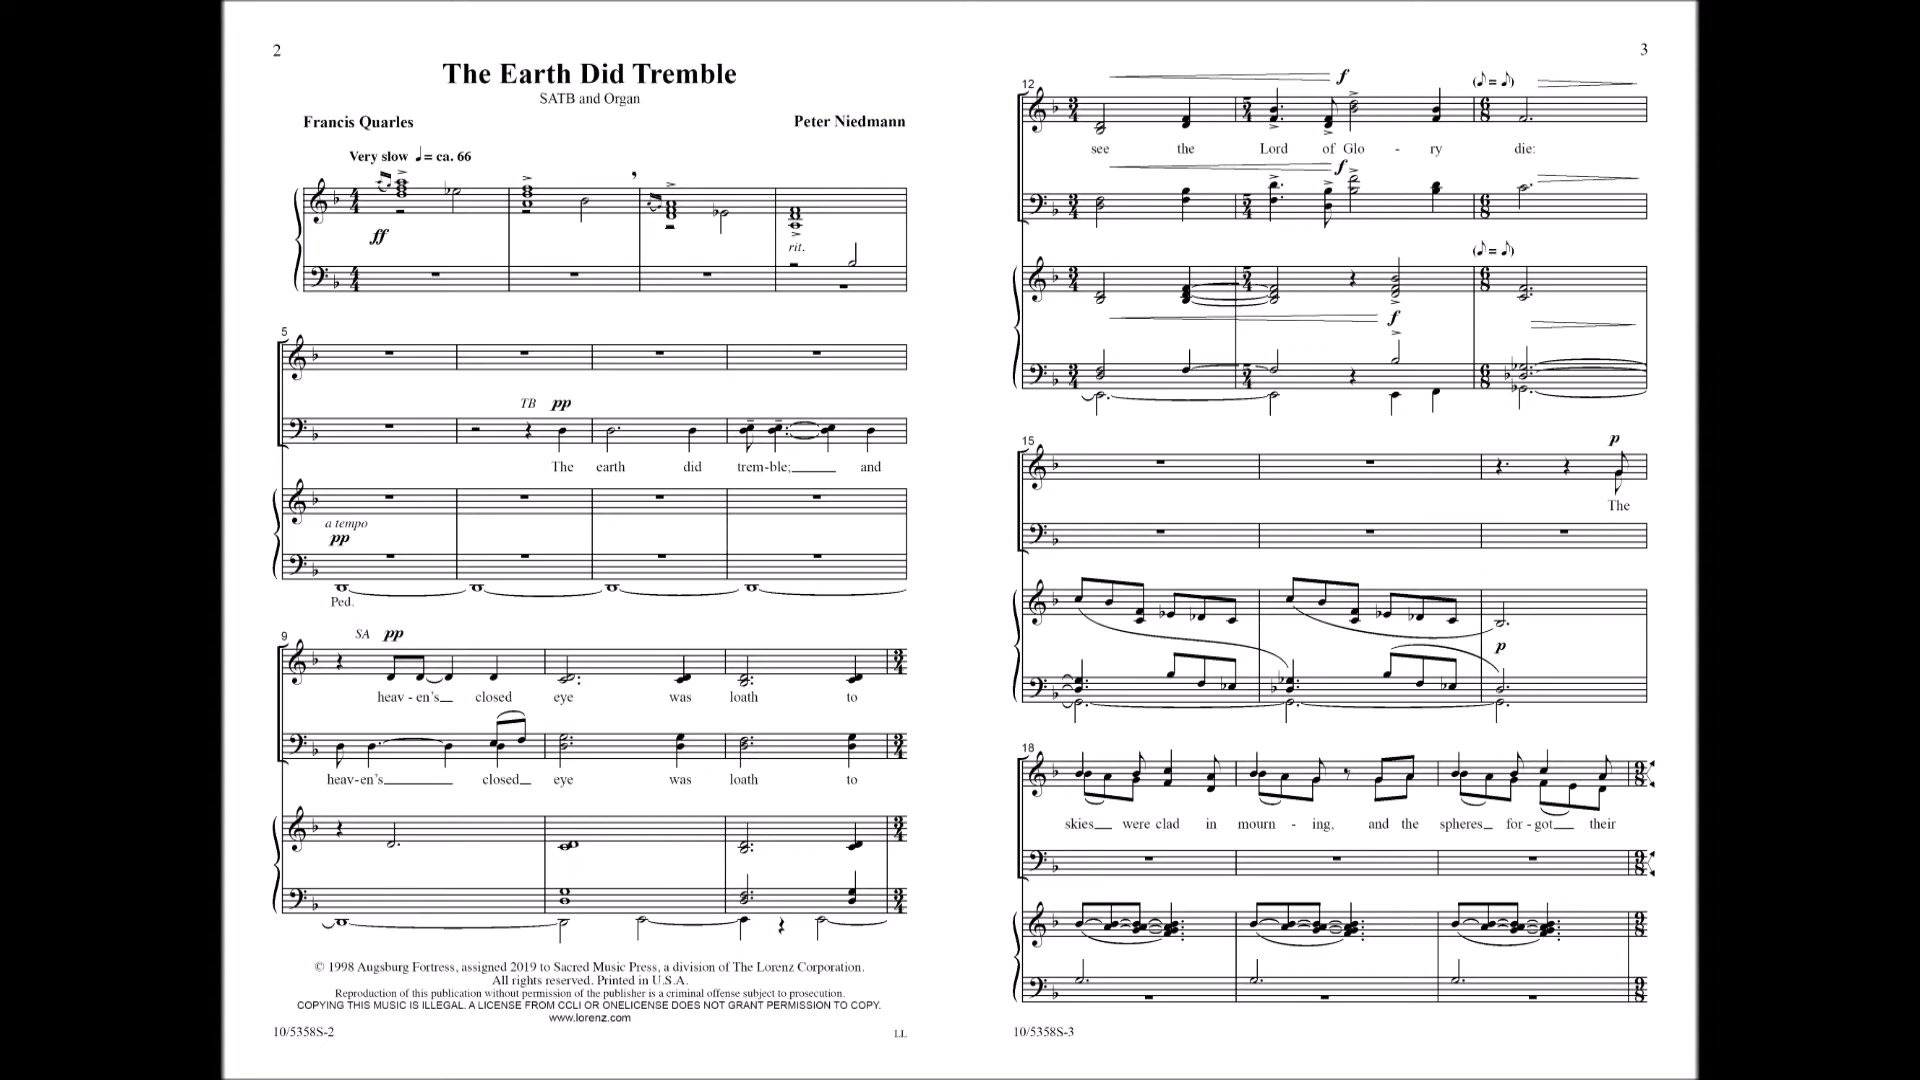 2
The Earth Did Tremble
SATB and Organ
Francis Quarles
Peter Niedmann
Very slow ♩ = ca. 66
ff
rit.
5
TB pp
The earth did trem-ble; and
a tempo
pp
Ped.
9
SA pp
heav - en's closed eye was loath to
heav-en's closed eye was loath to
© 1998 Augsburg Fortress, assigned 2019 to Sacred Music Press, a division of The Lorenz Corporation.
All rights reserved. Printed in U.S.A.
Reproduction of this publication without permission of the publisher is a criminal offense subject to prosecution.
COPYING THIS MUSIC IS ILLEGAL. A LICENSE FROM CCLI OR ONELICENSE DOES NOT GRANT PERMISSION TO COPY.
www.lorenz.com
10/5358S-2
LL
3
12
f
(♪ = ♪)
see the Lord of Glo - ry die:
f
(♪ = ♪)
f
15
p
The
p
18
skies were clad in mourn - ing, and the spheres for - got their
10/5358S-3